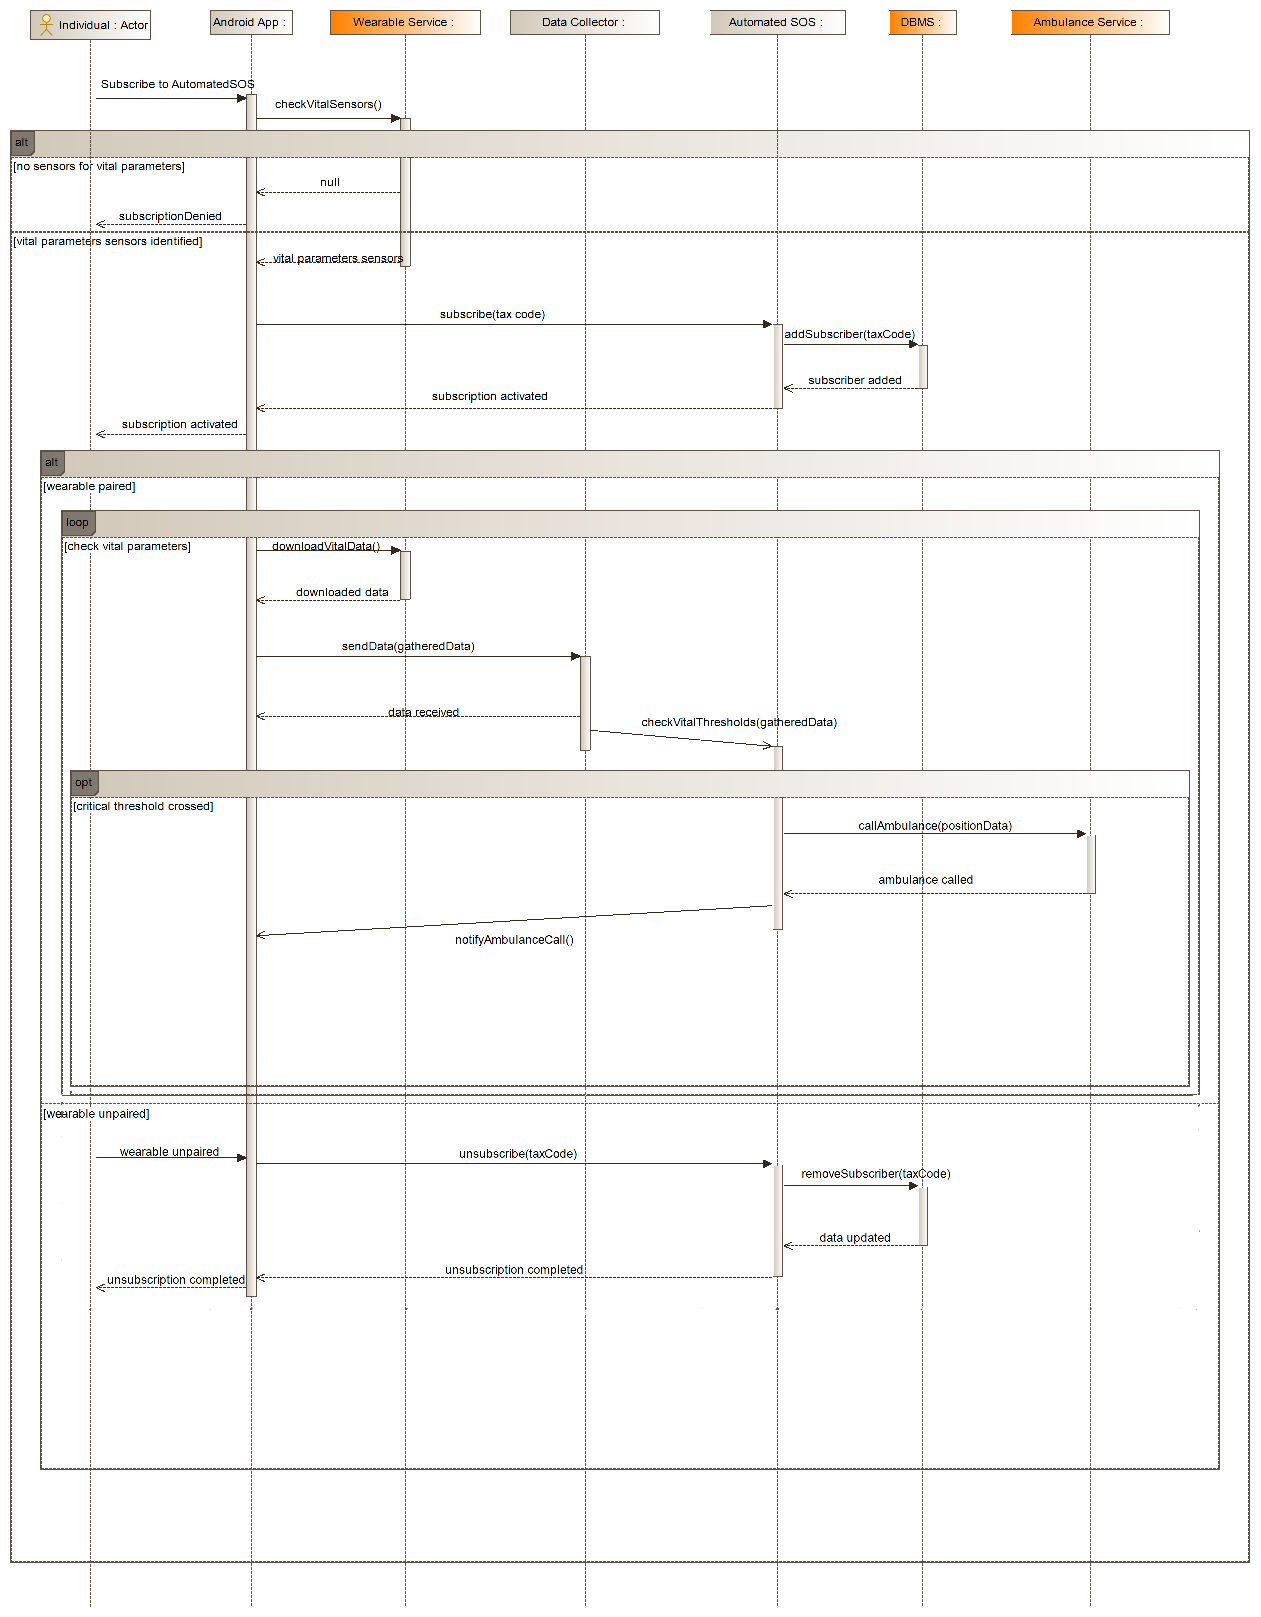 Individual : Actor
Android App :
Wearable Service :
Data Collector :
Automated SOS :
DBMS :
Ambulance Service :
Subscribe to AutomatedSOS
checkVitalSensors()
alt
[no sensors for vital parameters]
null
subscriptionDenied
[vital parameters sensors identified]
vital parameters sensors
subscribe(tax code)
addSubscriber(taxCode)
subscriber added
subscription activated
subscription activated
alt
[wearable paired]
loop
[check vital parameters]
downloadVitalData()
downloaded data
sendData(gatheredData)
data received
checkVitalThresholds(gatheredData)
opt
[critical threshold crossed]
callAmbulance(positionData)
ambulance called
notifyAmbulanceCall()
[wearable unpaired]
wearable unpaired
unsubscribe(taxCode)
removeSubscriber(taxCode)
data updated
unsubscription completed
unsubscription completed